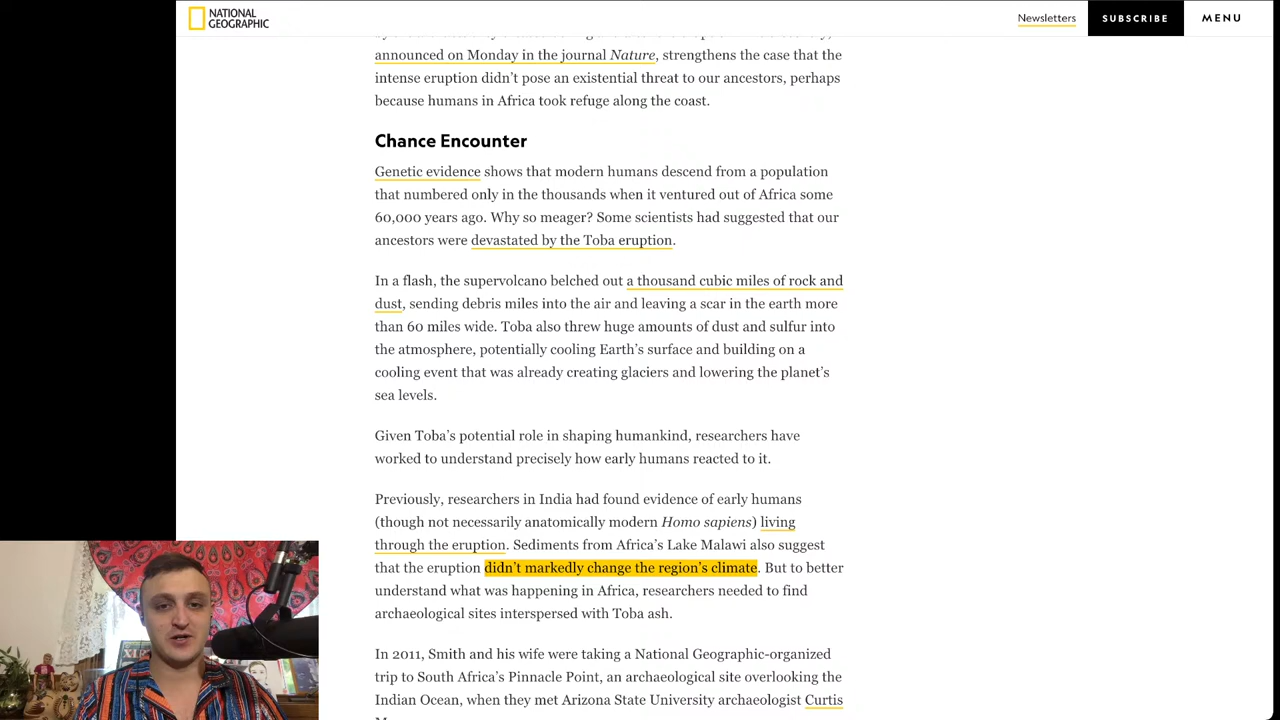 NATIONAL
GEOGRAPHIC
Newsletters
SUBSCRIBE
MENU
announced on Monday in the journal Nature, strengthens the case that the
intense eruption didn't pose an existential threat to our ancestors, perhaps
because humans in Africa took refuge along the coast.
Chance Encounter
Genetic evidence shows that modern humans descend from a population
that numbered only in the thousands when it ventured out of Africa some
60,000 years ago. Why so meager? Some scientists had suggested that our
ancestors were devastated by the Toba eruption.
In a flash, the supervolcano belched out a thousand cubic miles of rock and
dust, sending debris miles into the air and leaving a scar in the earth more
than 60 miles wide. Toba also threw huge amounts of dust and sulfur into
the atmosphere, potentially cooling Earth's surface and building on a
cooling event that was already creating glaciers and lowering the planet's
sea levels.
Given Toba's potential role in shaping humankind, researchers have
worked to understand precisely how early humans reacted to it.
Previously, researchers in India had found evidence of early humans
(though not necessarily anatomically modern Homo sapiens) living
through the eruption. Sediments from Africa's Lake Malawi also suggest
that the eruption didn't markedly change the region's climate. But to better
understand what was happening in Africa, researchers needed to find
archaeological sites interspersed with Toba ash.
In 2011, Smith and his wife were taking a National Geographic-organized
trip to South Africa's Pinnacle Point, an archaeological site overlooking the
Indian Ocean, when they met Arizona State University archaeologist Curtis